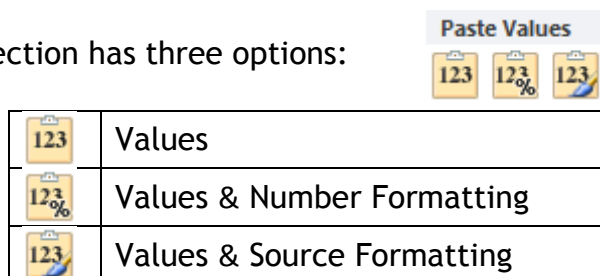 Paste Values
ection has three options:
123 123% 123
123 Values
123% Values & Number Formatting
123 Values & Source Formatting